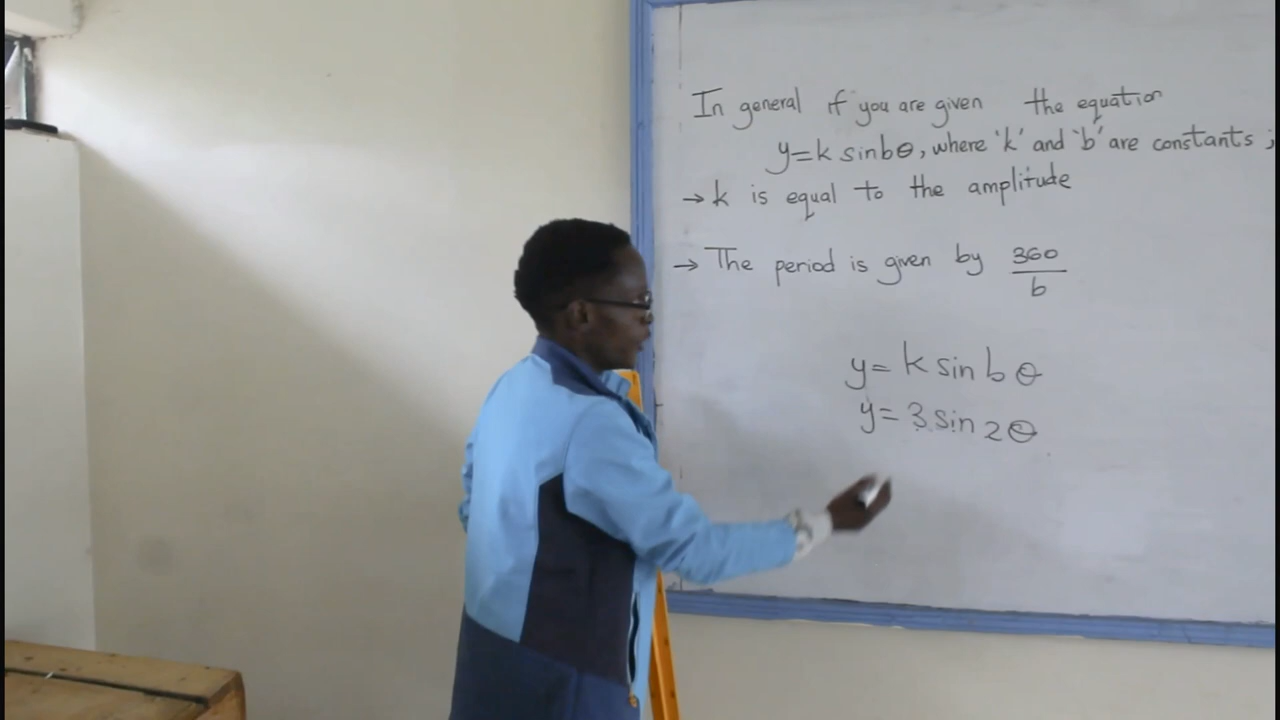 In general if you are given the equation
y=k sinbθ, where 'k' and 'b' are constants ;
→ k is equal to the amplitude
→ The period is given by 360/b
y= k sin b θ
y= 3 sin 2θ